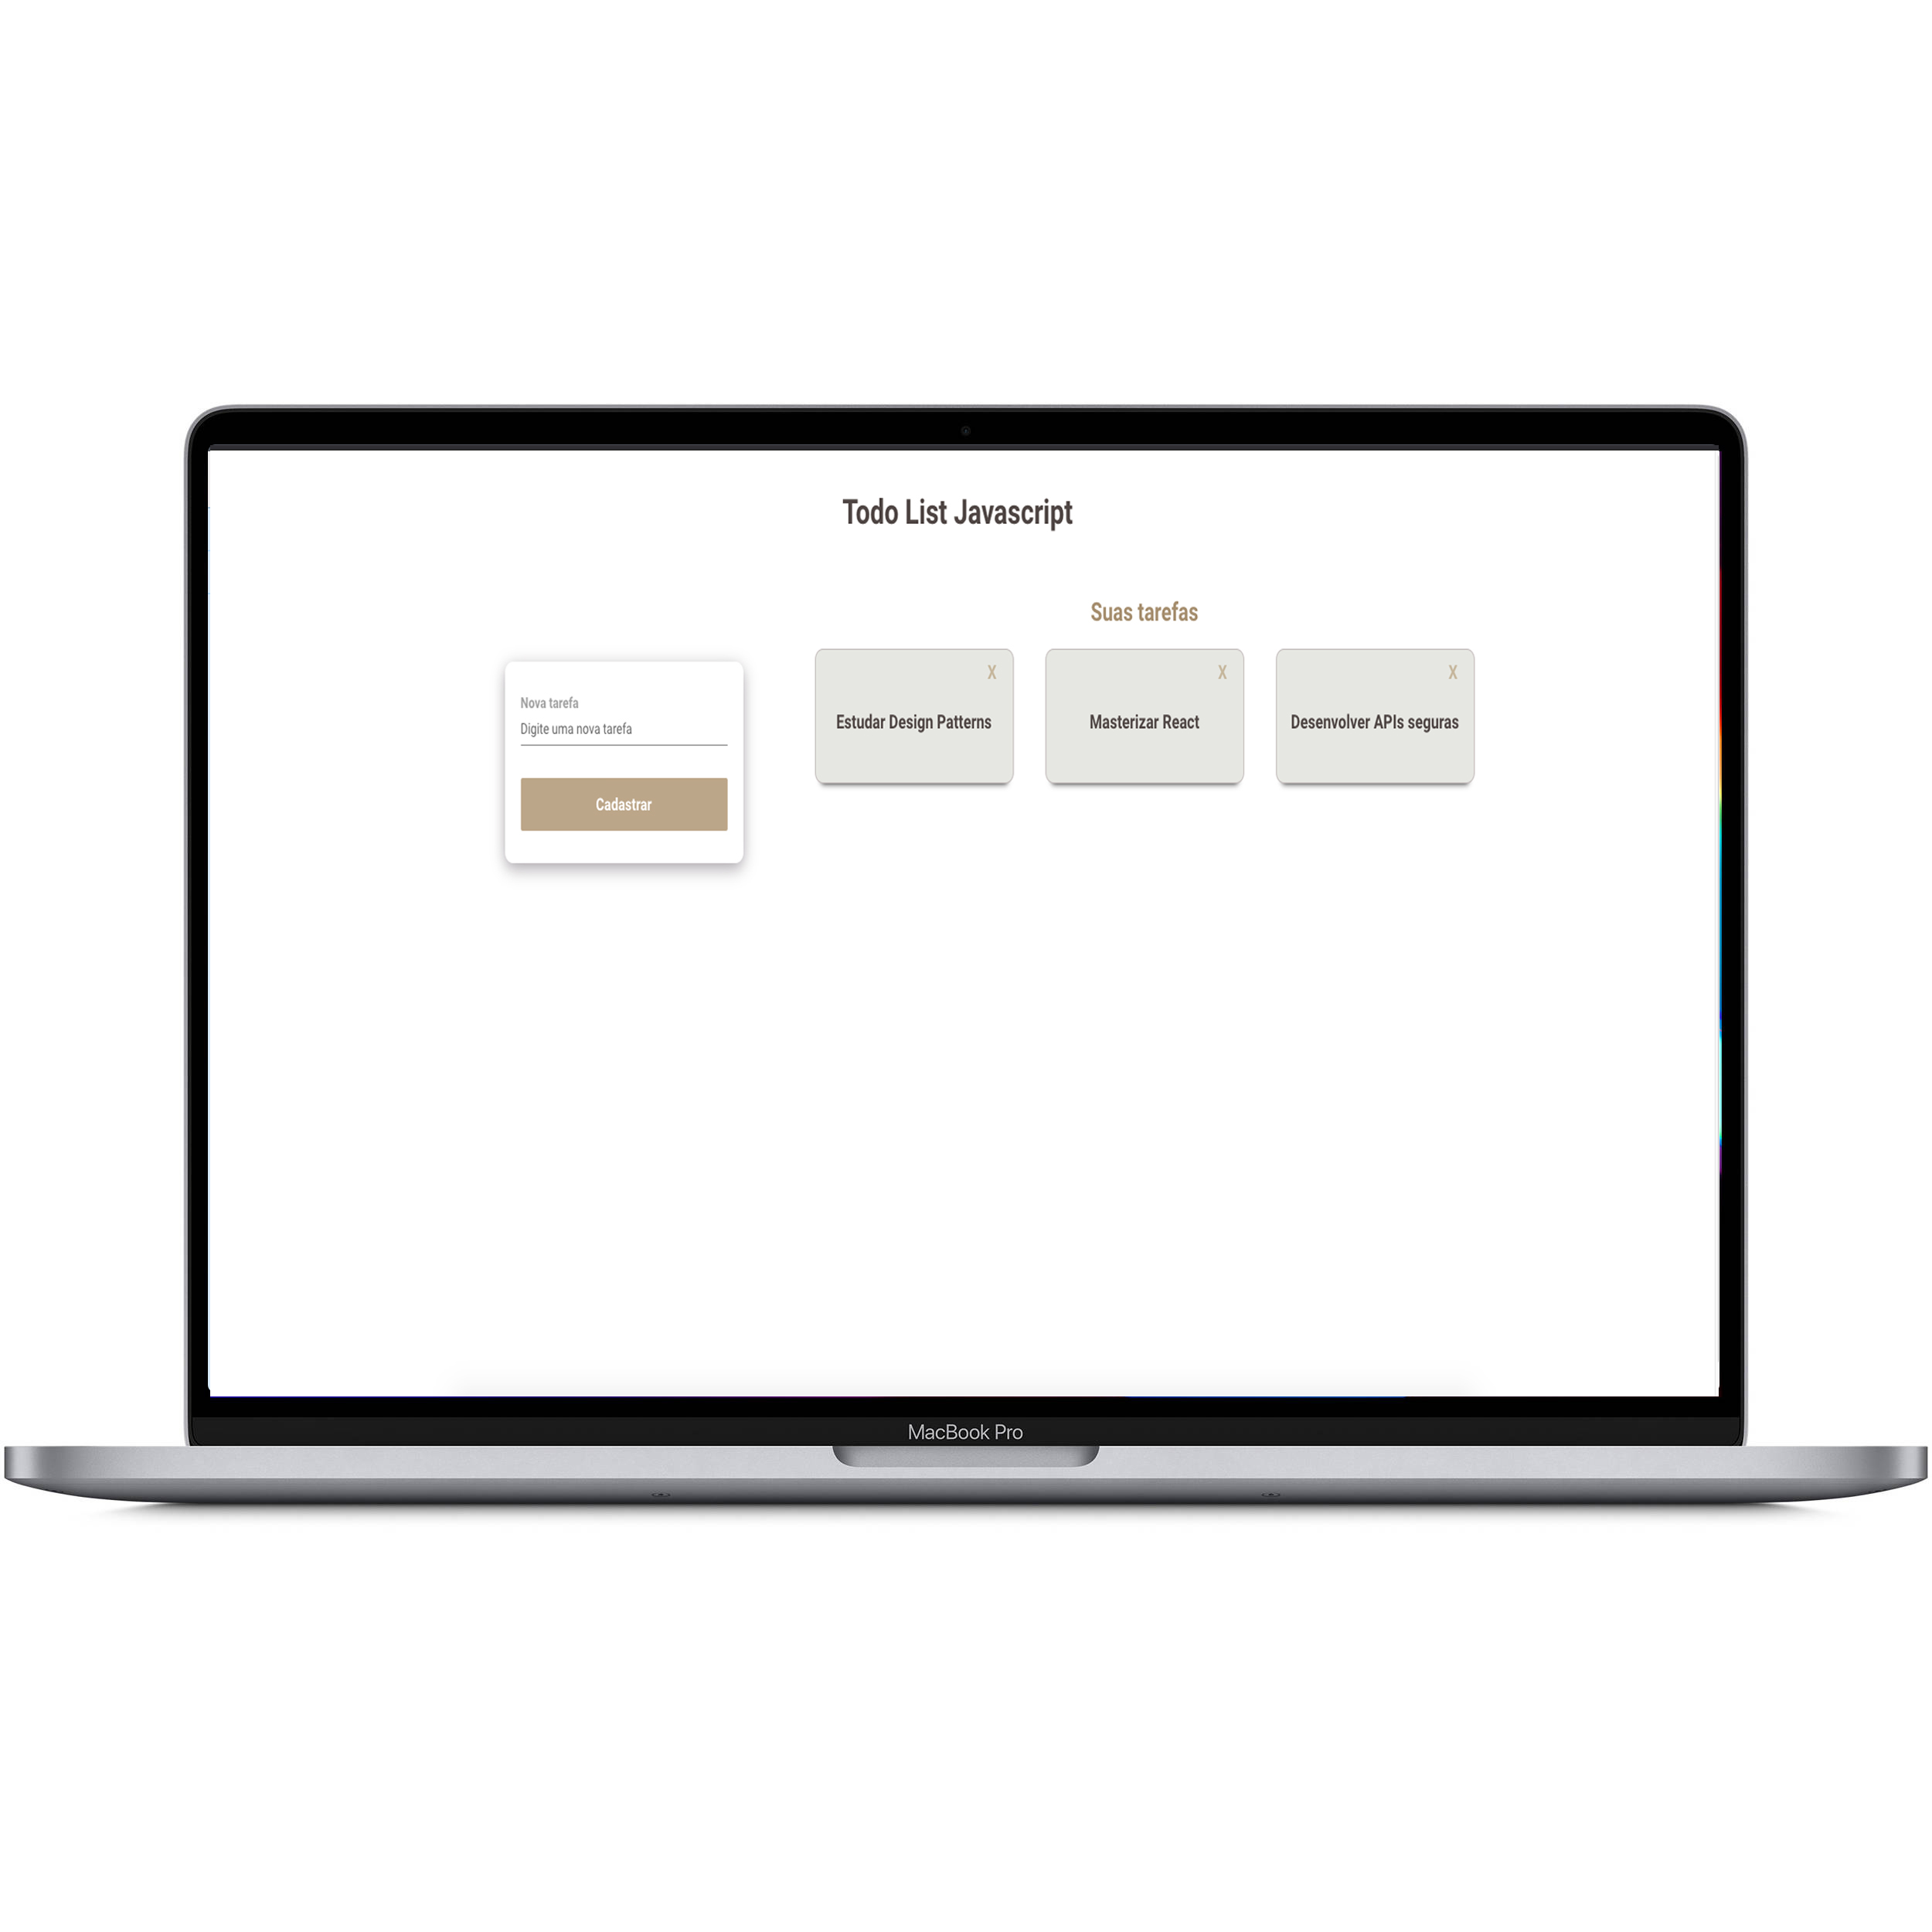 Todo List Javascript
Suas tarefas
Nova tarefa
Digite uma nova tarefa
Cadastrar
X
Estudar Design Patterns
X
Masterizar React
X
Desenvolver APIs seguras
MacBook Pro